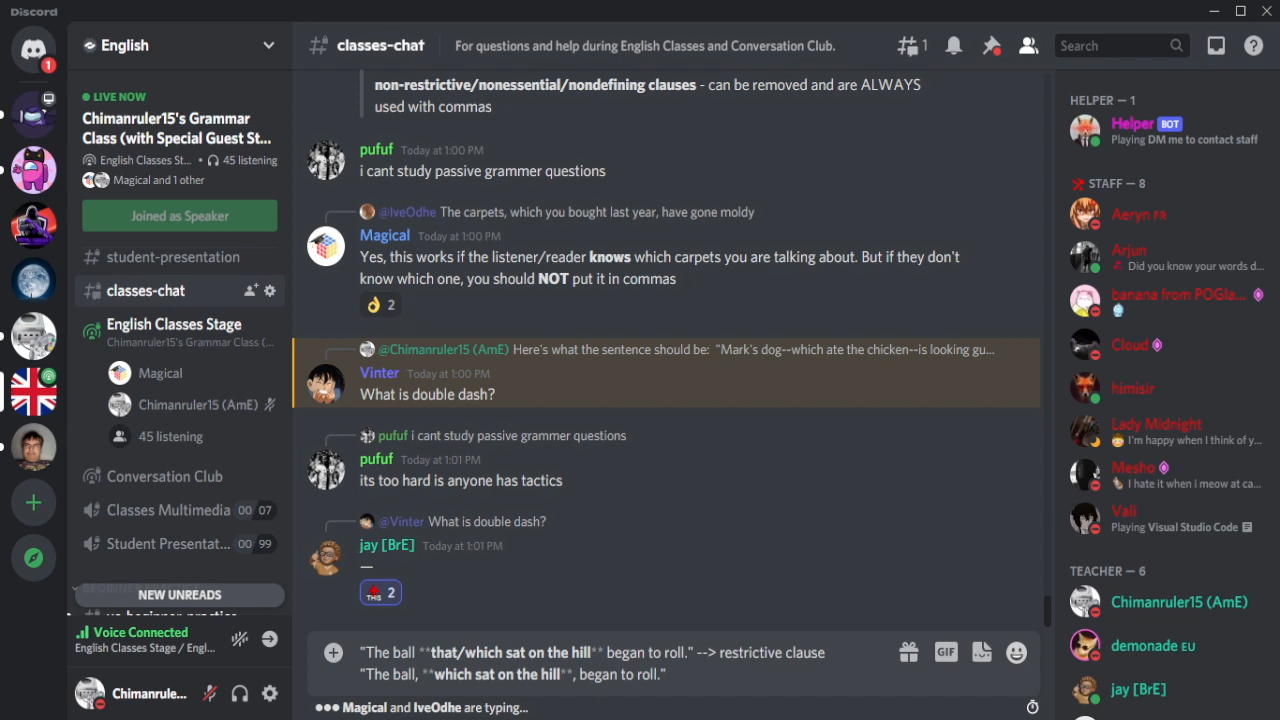 Discord
1
English
LIVE NOW
Chimanruler15's Grammar
Class (with Special Guest St...
English Classes St... • 45 listening
Magical and 1 other
Joined as Speaker
student-presentation
classes-chat
English Classes Stage
Chimanruler15's Grammar Class (...
Magical
Chimanruler15 (AmE)
45 listening
Conversation Club
Classes Multimedia 00 07
Student Presentat... 00 99
NEW UNREADS
Voice Connected
English Classes Stage / Engl...
Chimanrule...
classes-chat For questions and help during English Classes and Conversation Club.
1
Search
non-restrictive/nonessential/nondefining clauses - can be removed and are ALWAYS
used with commas
pufuf Today at 1:00 PM
i cant study passive grammer questions
@IveOdhe The carpets, which you bought last year, have gone moldy
Magical Today at 1:00 PM
Yes, this works if the listener/reader knows which carpets you are talking about. But if they don't
know which one, you should NOT put it in commas
👌 2
@Chimanruler15 (AmE) Here's what the sentence should be: "Mark's dog--which ate the chicken--is looking gu...
Vinter Today at 1:00 PM
What is double dash?
pufuf i cant study passive grammer questions
pufuf Today at 1:01 PM
its too hard is anyone has tactics
@Vinter What is double dash?
jay [BrE] Today at 1:01 PM
—
THIS 2
"The ball **that/which sat on the hill** began to roll." --> restrictive clause
"The ball, **which sat on the hill**, began to roll."
GIF
Magical and IveOdhe are typing...
HELPER — 1
Helper BOT
Playing DM me to contact staff
STAFF — 8
Aeryn FR
Arjun
Did you know your words d...
banana from POGla...
Cloud
himisir
Lady Midnight
I'm happy when I think of y...
Mesho
I hate it when i meow at ca...
Vali
Playing Visual Studio Code
TEACHER — 6
Chimanruler15 (AmE)
demonade EU
jay [BrE]